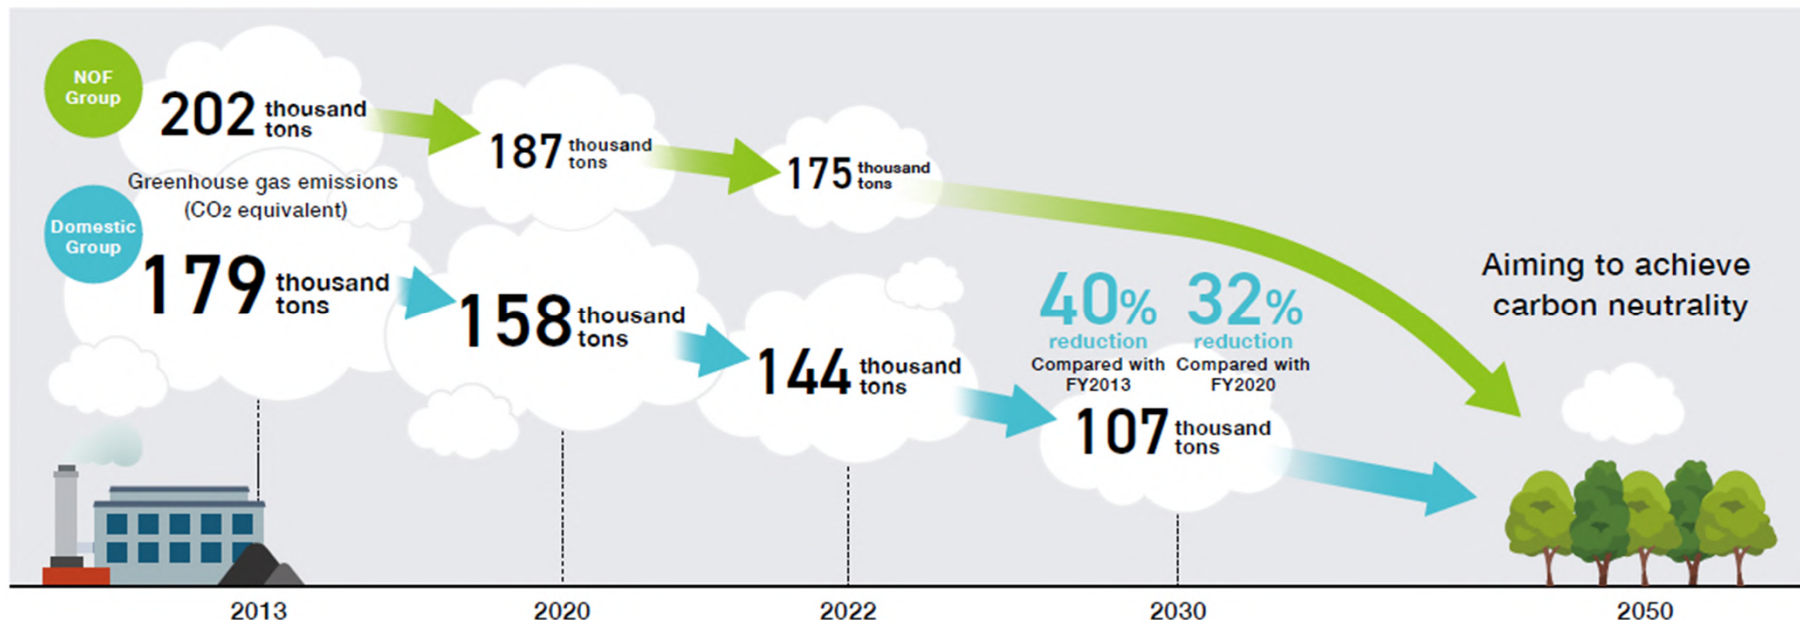 NOF
Group
202 thousand
tons
187 thousand
tons
175 thousand
tons
Greenhouse gas emissions
(CO₂ equivalent)
Domestic
Group
179 thousand
tons
158 thousand
tons
144 thousand
tons
40%
reduction
Compared with
FY2013
32%
reduction
Compared with
FY2020
107 thousand
tons
Aiming to achieve
carbon neutrality
2013
2020
2022
2030
2050